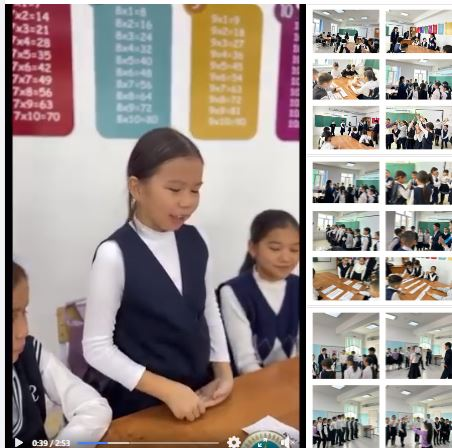 7x2=14
7x3=21
7x4=28
7x5=35
7x6=42
7x7=49
7x8=56
7x9=63
7x10=70
8x1=8
8x2=16
8x3=24
8x4=32
8x5=40
8x6=48
8x7=56
8x8=64
8x9=72
8x10=80
9x1=9
9x2=18
9x3=27
9x4=36
9x5=45
9x6=54
9x7=63
9x8=72
9x9=81
9x10=90
10
0:39 / 2:53